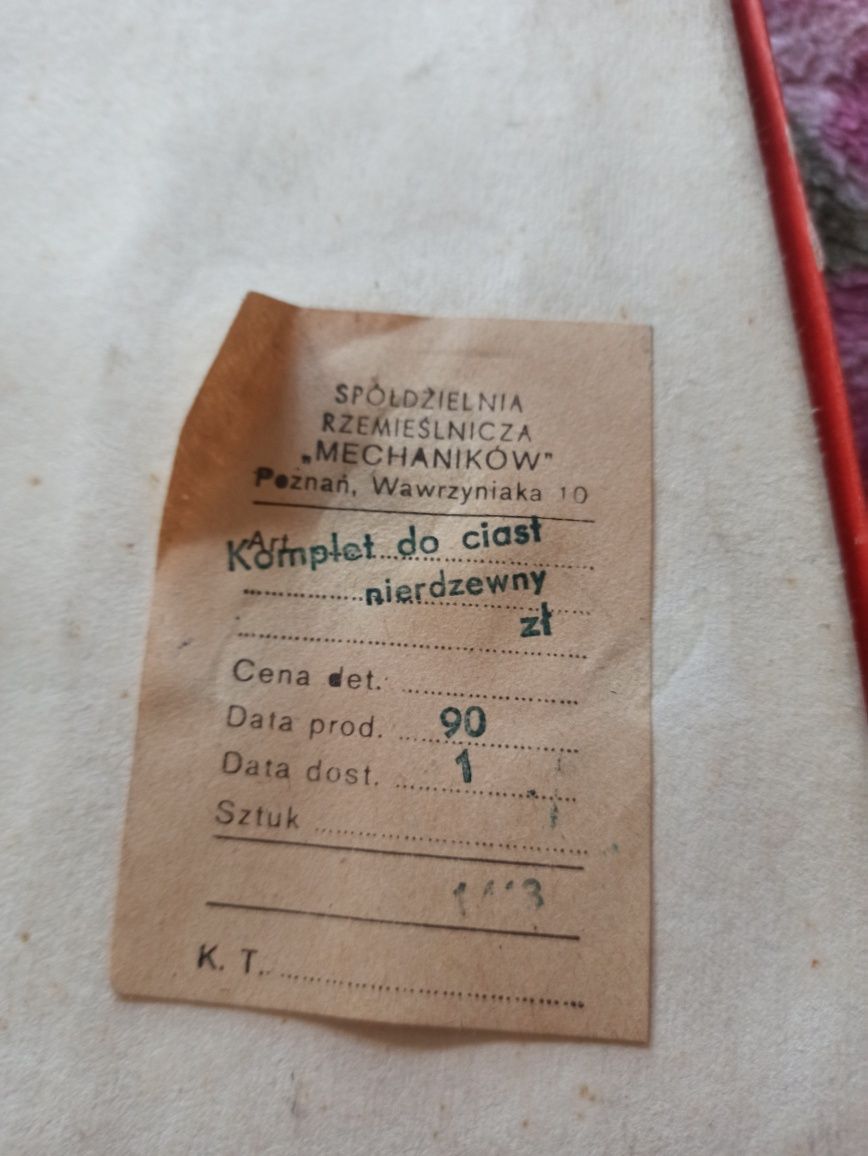 SPÓŁDZIELNIA
RZEMIEŚLNICZA
„MECHANIKÓW”
Poznań, Wawrzyniaka 10
Art. Komplet do ciast
nierdzewny
zł
Cena det.
Data prod. 90
Data dost. 1
Sztuk
K. T.